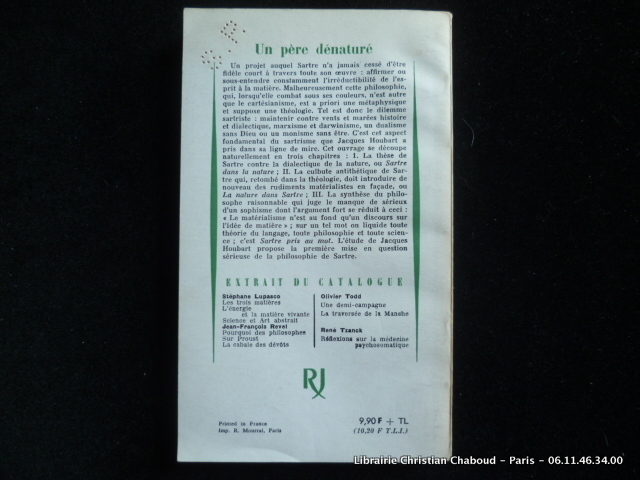 Un père dénaturé
Un projet auquel Sartre n'a jamais cessé d'être
fidèle court à travers toute son œuvre : affirmer ou
sous-entendre constamment l'irréductibilité de l'es-
prit à la matière. Malheureusement cette philosophie,
qui, lorsqu'elle combat sous ses couleurs, n'est autre
que le cartésianisme, est a priori une métaphysique
et suppose une théologie. Tel est donc le dilemme
sartriste : maintenir contre vents et marées histoire
et dialectique, marxisme et darwinisme, un dualisme
sans Dieu ou un monisme sans être. C'est cet aspect
fondamental du sartrisme que Jacques Houbart a
pris dans sa ligne de mire. Cet ouvrage se découpe
naturellement en trois chapitres : I. La thèse de
Sartre contre la dialectique de la nature, ou Sartre
dans la nature ; II. La culbute antithétique de Sar-
tre qui, retombé dans la théologie, doit introduire de
nouveau des rudiments matérialistes en façade, ou
La nature dans Sartre ; III. La synthèse du philo-
sophe raisonnable qui juge le manque de sérieux
d'un sophisme dont l'argument fort se réduit à ceci :
« Le matérialisme n'est au fond qu'un discours sur
l'idée de matière » ; sur un tel mot on liquide toute
théorie du langage, toute philosophie et toute scien-
ce ; c'est Sartre pris au mot. L'étude de Jacques
Houbart propose la première mise en question
sérieuse de la philosophie de Sartre.
EXTRAIT DU CATALOGUE
Stéphane Lupasco
Les trois matières
L'énergie
et la matière vivante
Science et Art abstrait
Jean-François Revel
Pourquoi des philosophes
Sur Proust
La cabale des dévots
Olivier Todd
Une demi-campagne
La traversée de la Manche
René Tzanck
Réflexions sur la médecine
psychosomatique
RJ
Printed in France
Imp. E. Mourral, Paris
9,90 F + TL
(10,20 F T.L.I.)
Librairie Christian Chaboud - Paris - 06.11.46.34.00